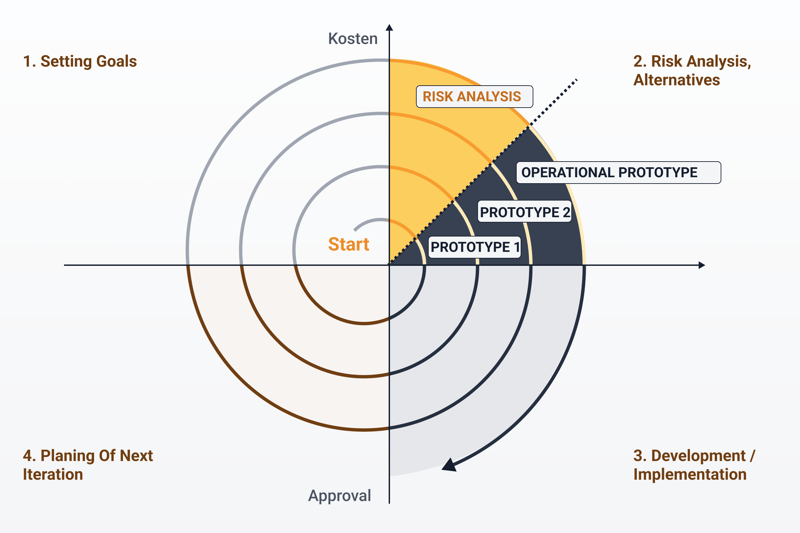 Kosten
1. Setting Goals
2. Risk Analysis,
Alternatives
RISK ANALYSIS
OPERATIONAL PROTOTYPE
PROTOTYPE 2
Start
PROTOTYPE 1
4. Planing Of Next
Iteration
3. Development /
Implementation
Approval